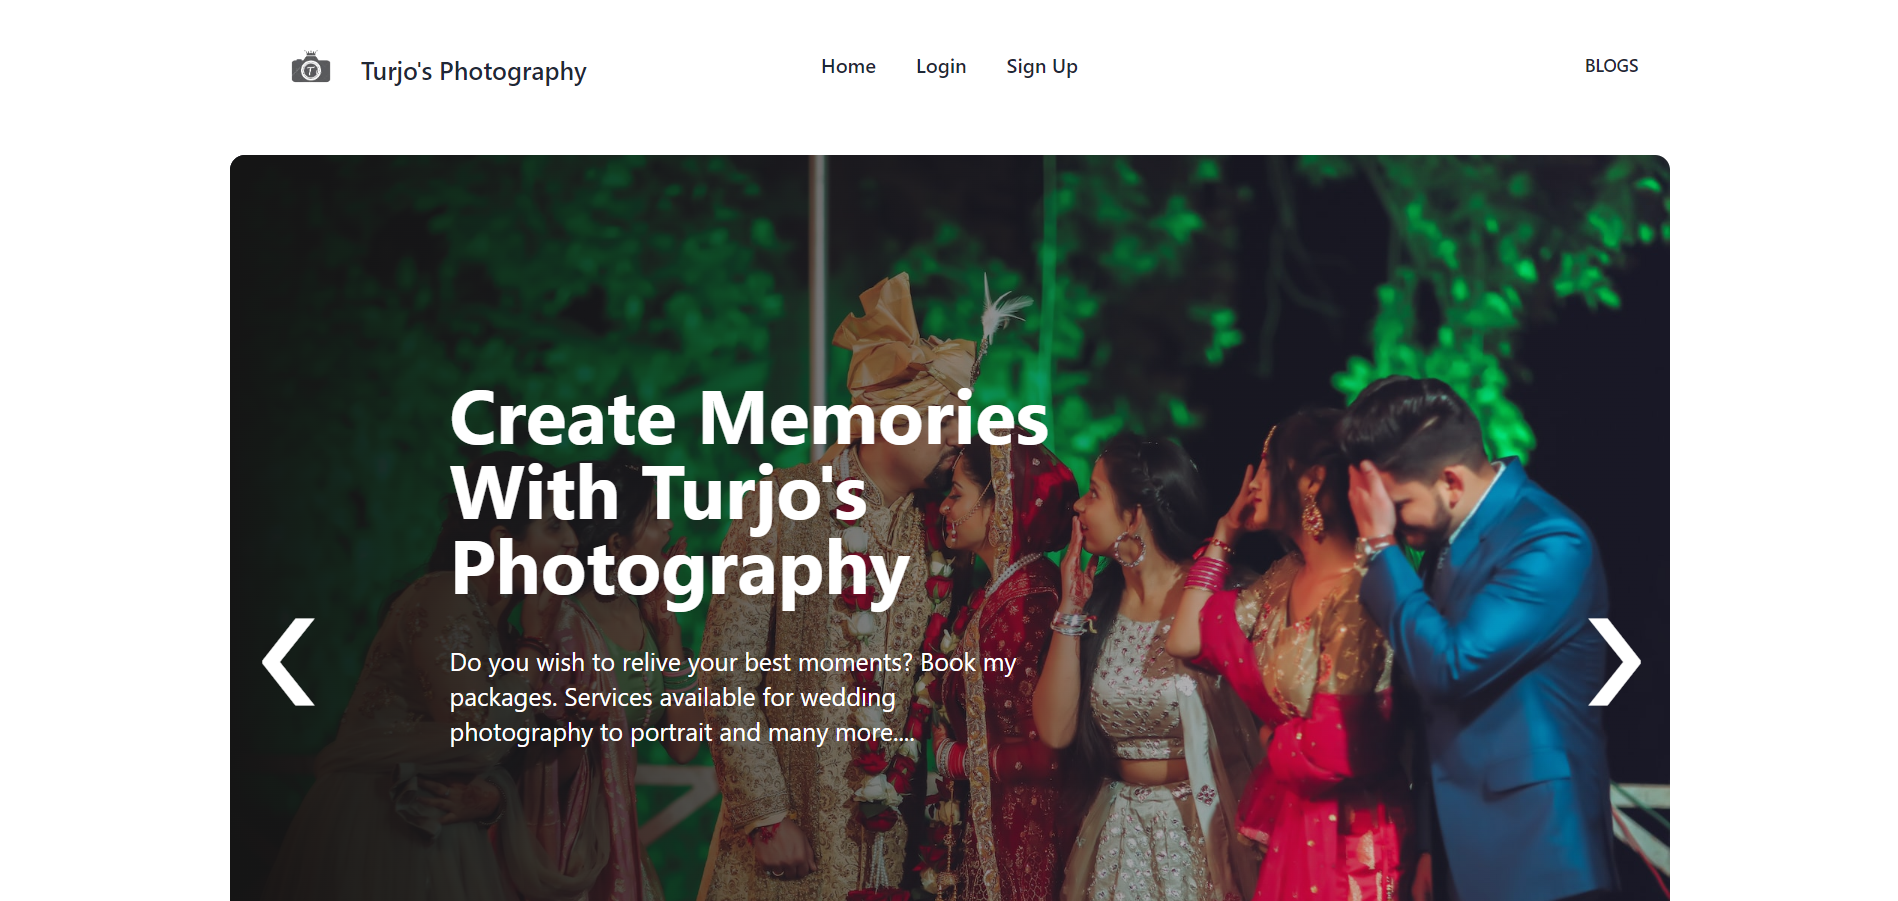 Turjo's Photography
Home
Login
Sign Up
BLOGS
Create Memories
With Turjo's
Photography
Do you wish to relive your best moments? Book my
packages. Services available for wedding
photography to portrait and many more....